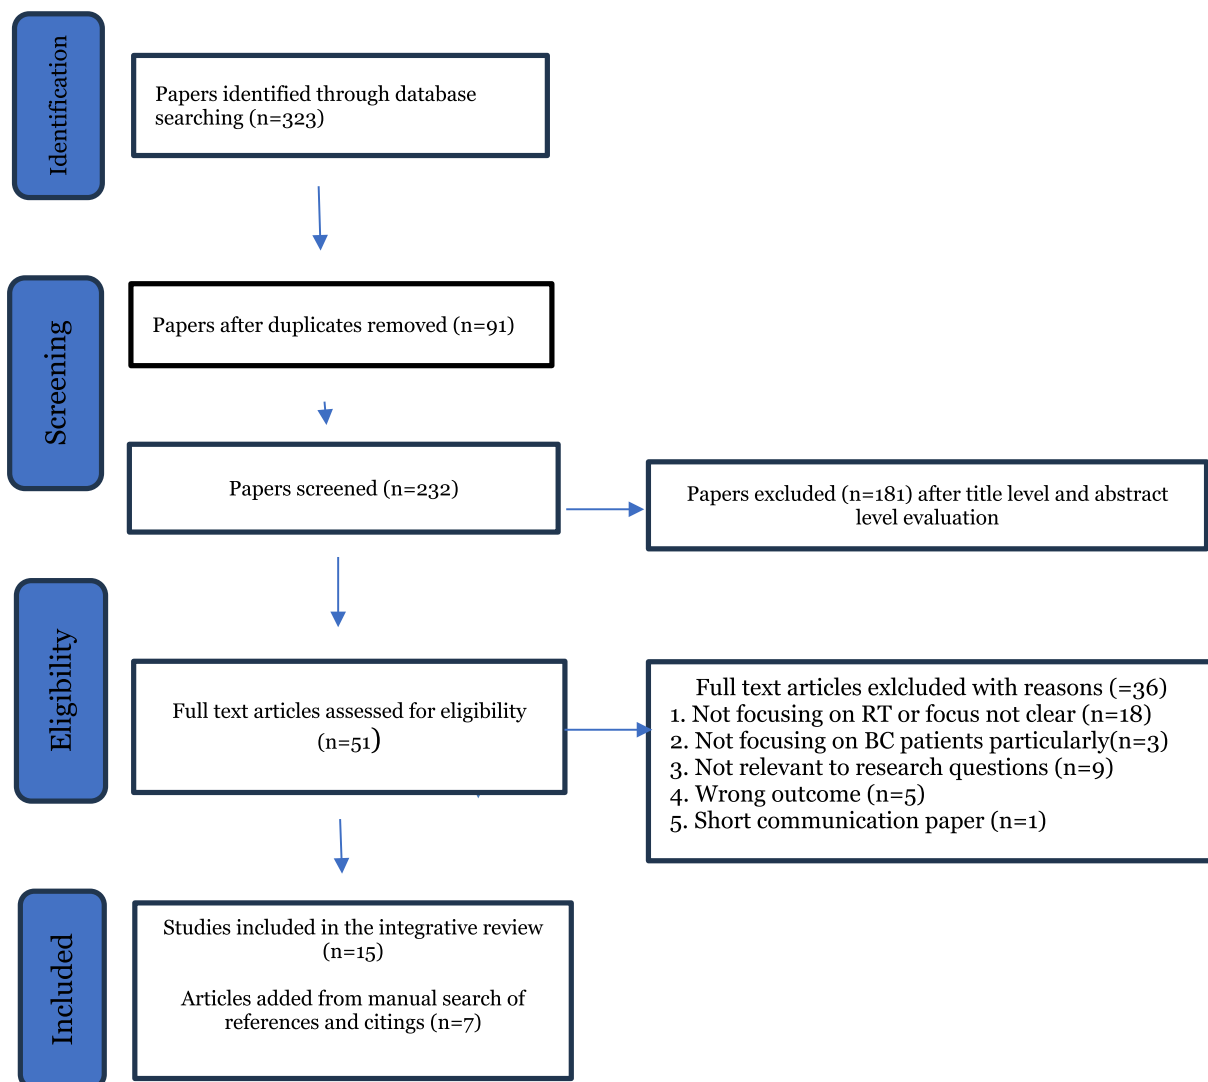 Identification
Papers identified through database
searching (n=323)
Screening
Papers after duplicates removed (n=91)
Papers screened (n=232)
Papers excluded (n=181) after title level and abstract
level evaluation
Eligibility
Full text articles assessed for eligibility
(n=51)
Full text articles exlcluded with reasons (=36)
1. Not focusing on RT or focus not clear (n=18)
2. Not focusing on BC patients particularly(n=3)
3. Not relevant to research questions (n=9)
4. Wrong outcome (n=5)
5. Short communication paper (n=1)
Included
Studies included in the integrative review
(n=15)
Articles added from manual search of
references and citings (n=7)